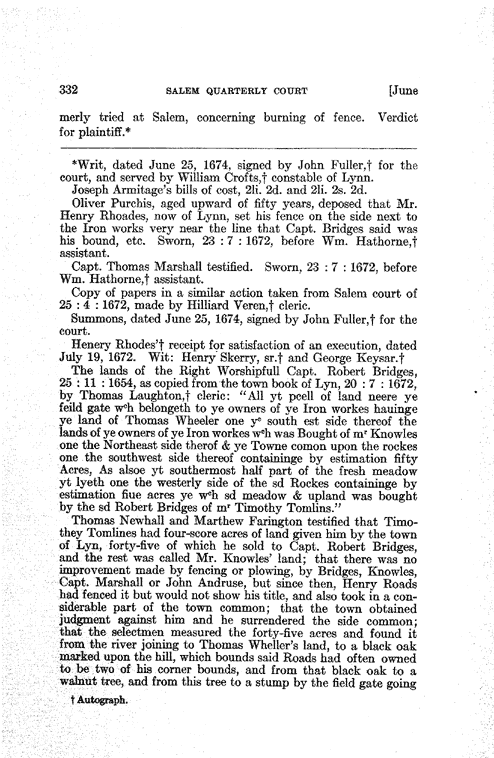 332 SALEM QUARTERLY COURT [June
merly tried at Salem, concerning burning of fence. Verdict
for plaintiff.*
*Writ, dated June 25, 1674, signed by John Fuller,† for the
court, and served by William Crofts,† constable of Lynn.
Joseph Armitage's bills of cost, 2li. 2d. and 2li. 2s. 2d.
Oliver Purchis, aged upward of fifty years, deposed that Mr.
Henry Rhoades, now of Lynn, set his fence on the side next to
the Iron works very near the line that Capt. Bridges said was
his bound, etc. Sworn, 23 : 7 : 1672, before Wm. Hathorne,†
assistant.
Capt. Thomas Marshall testified. Sworn, 23 : 7 : 1672, before
Wm. Hathorne,† assistant.
Copy of papers in a similar action taken from Salem court of
25 : 4 : 1672, made by Hilliard Veren,† cleric.
Summons, dated June 25, 1674, signed by John Fuller,† for the
court.
Henery Rhodes'† receipt for satisfaction of an execution, dated
July 19, 1672. Wit: Henry Skerry, sr.† and George Keysar.†
The lands of the Right Worshipfull Capt. Robert Bridges,
25 : 11 : 1654, as copied from the town book of Lyn, 20 : 7 : 1672,
by Thomas Laughton,† cleric: "All yt pcell of land neere ye
feild gate wᶜh belongeth to ye owners of ye Iron workes hauinge
ye land of Thomas Wheeler one yᵉ south est side thereof the
lands of ye owners of ye Iron workes wᶜh was Bought of mʳ Knowles
one the Northeast side therof & ye Towne comon upon the rockes
one the southwest side thereof containinge by estimation fifty
Acres, As alsoe yt southermost half part of the fresh meadow
yt lyeth one the westerly side of the sd Rockes containinge by
estimation fiue acres ye wᶜh sd meadow & upland was bought
by the sd Robert Bridges of mʳ Timothy Tomlins."
Thomas Newhall and Marthew Farington testified that Timo-
they Tomlines had four-score acres of land given him by the town
of Lyn, forty-five of which he sold to Capt. Robert Bridges,
and the rest was called Mr. Knowles' land; that there was no
improvement made by fencing or plowing, by Bridges, Knowles,
Capt. Marshall or John Andruse, but since then, Henry Roads
had fenced it but would not show his title, and also took in a con-
siderable part of the town common; that the town obtained
judgment against him and he surrendered the side common;
that the selectmen measured the forty-five acres and found it
from the river joining to Thomas Wheller's land, to a black oak
marked upon the hill, which bounds said Roads had often owned
to be two of his corner bounds, and from that black oak to a
walnut tree, and from this tree to a stump by the field gate going
† Autograph.